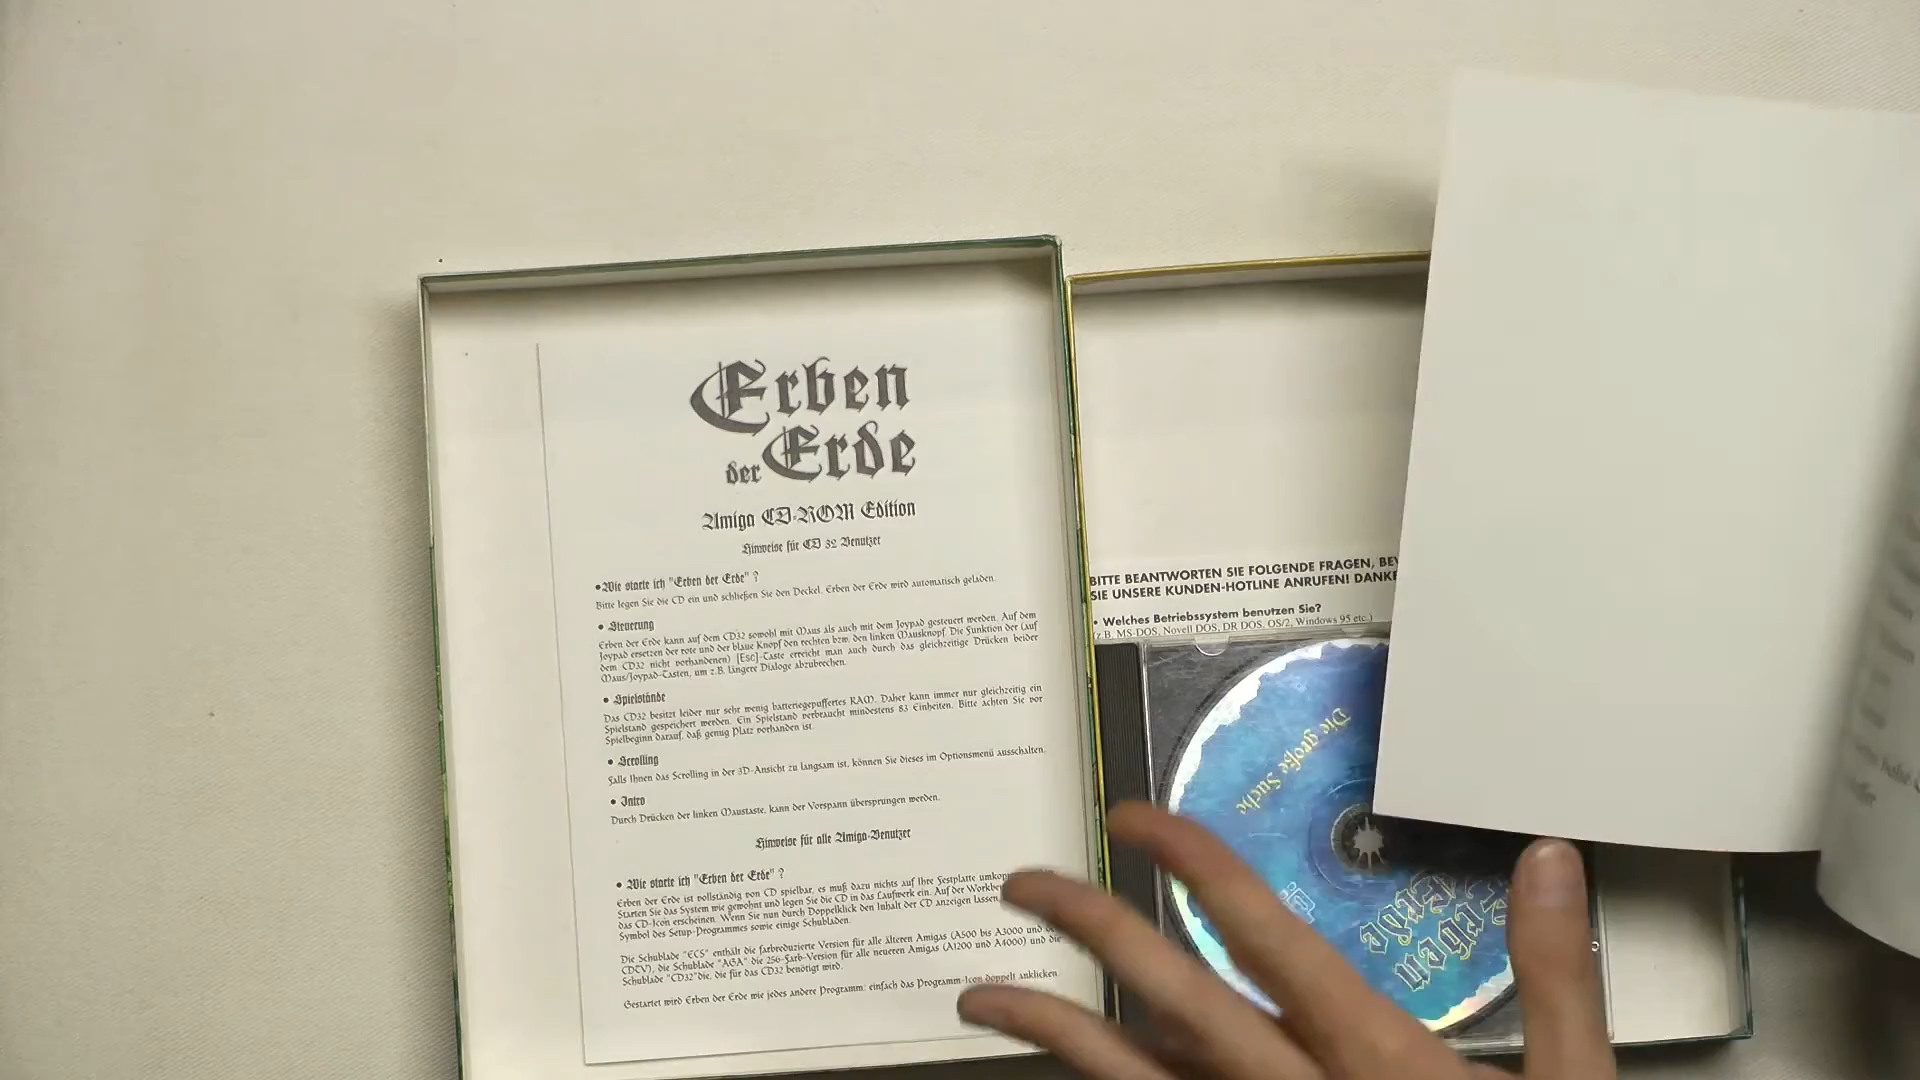 Erben
der Erde
Amiga CD-ROM Edition
Hinweise für CD 32 Benutzer
• Wie starte ich "Erben der Erde" ?
Bitte legen Sie die CD ein und schließen Sie den Deckel. Erben der Erde wird automatisch geladen.
• Steuerung
Erben der Erde kann auf dem CD32 sowohl mit Maus als auch mit dem Joypad gesteuert werden. Auf dem
Joypad ersetzen der rote und der blaue Knopf den rechten bzw. den linken Mausknopf. Die Funktion der (auf
dem CD32 nicht vorhandenen) [Esc]-Taste erreicht man auch durch das gleichzeitige Drücken beider
Maus/Joypad-Tasten, um z.B. längere Dialoge abzubrechen.
• Spielstände
Das CD32 besitzt leider nur sehr wenig batteriegepuffertes RAM. Daher kann immer nur gleichzeitig ein
Spielstand gespeichert werden. Ein Spielstand verbraucht mindestens 83 Einheiten. Bitte achten Sie vor
Spielbeginn darauf, daß genug Platz vorhanden ist.
• Scrolling
Falls Ihnen das Scrolling in der 3D-Ansicht zu langsam ist, können Sie dieses im Optionsmenü ausschalten.
• Intro
Durch Drücken der linken Maustaste, kann der Vorspann übersprungen werden.
Hinweise für alle Amiga-Benutzer
• Wie starte ich "Erben der Erde" ?
Erben der Erde ist vollständig von CD spielbar, es muß dazu nichts auf Ihre Festplatte
Starten Sie das System wie gewohnt und legen Sie die CD in das Laufwerk ein. Auf der
das CD-Icon erscheinen. Wenn Sie nun durch Doppelklick den Inhalt der CD anzeigen lassen,
Symbol des Setup-Programmes sowie einige Schubladen.
Die Schublade "ECS" enthält die farbreduzierte Version für alle älteren Amigas (A500 bis A3000 und
CDTV), die Schublade "AGA" die 256-Farb-Version für alle neueren Amigas (A1200 und A4000) und die
Schublade "CD32" die, die für das CD32 benötigt wird.
Gestartet wird Erben der Erde wie jedes andere Programm: einfach das Programm-Icon doppelt anklicken.
BITTE BEANTWORTEN SIE FOLGENDE FRAGEN,
SIE UNSERE KUNDEN-HOTLINE ANRUFEN!
• Welches Betriebssystem benutzen Sie?
(z.B. MS-DOS, Novell DOS, DR DOS, OS/2, Windows 95 etc.)
Die große Suche
Erben
Erde